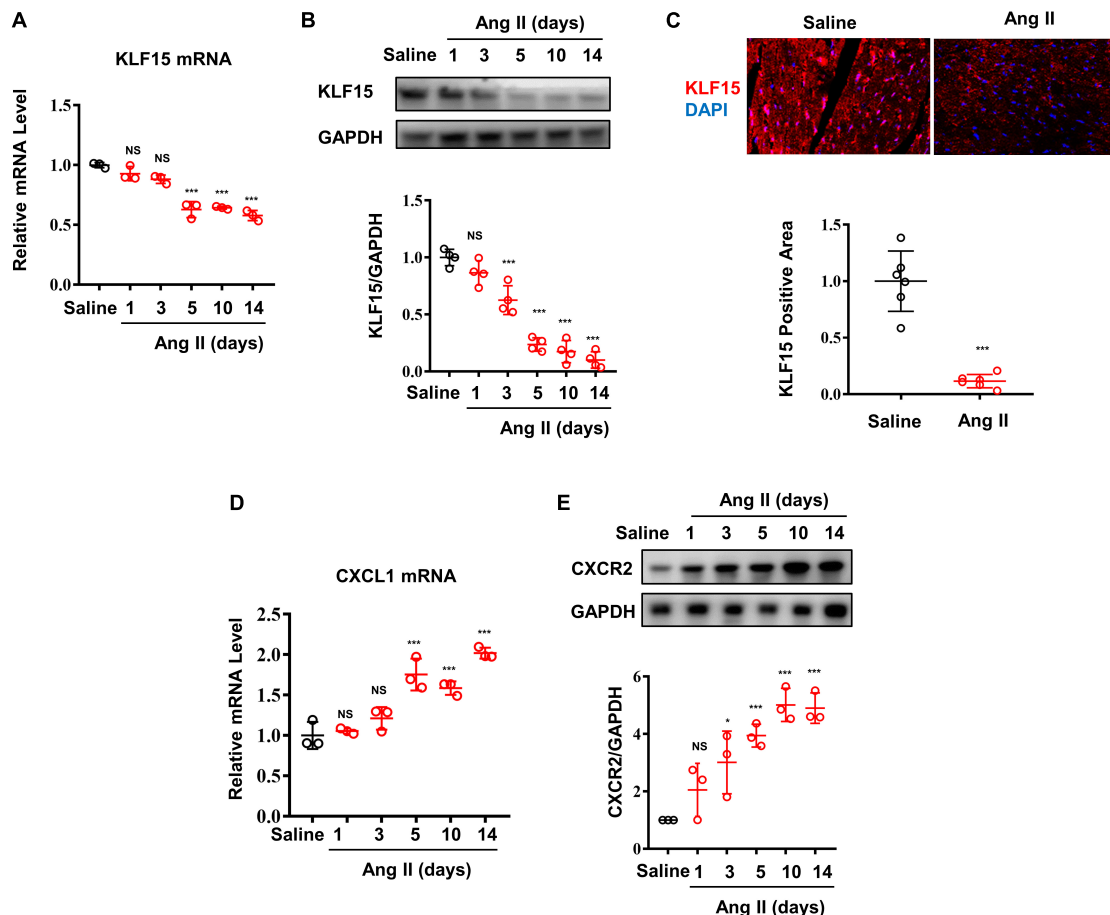 A
KLF15 mRNA
Relative mRNA Level
1.5
1.0
0.5
0.0
NS
NS
***
***
***
Saline 1 3 5 10 14
Ang II (days)
B
Ang II (days)
Saline 1 3 5 10 14
KLF15
GAPDH
KLF15/GAPDH
1.5
1.0
0.5
0.0
NS
***
***
***
***
Saline 1 3 5 10 14
Ang II (days)
C
Saline Ang II
KLF15
DAPI
KLF15 Positive Area
1.5
1.0
0.5
0.0
***
Saline Ang II
D
CXCL1 mRNA
Relative mRNA Level
2.5
2.0
1.5
1.0
0.5
0.0
NS
NS
***
***
***
Saline 1 3 5 10 14
Ang II (days)
E
Ang II (days)
Saline 1 3 5 10 14
CXCR2
GAPDH
CXCR2/GAPDH
6
4
2
0
NS
*
***
***
***
Saline 1 3 5 10 14
Ang II (days)